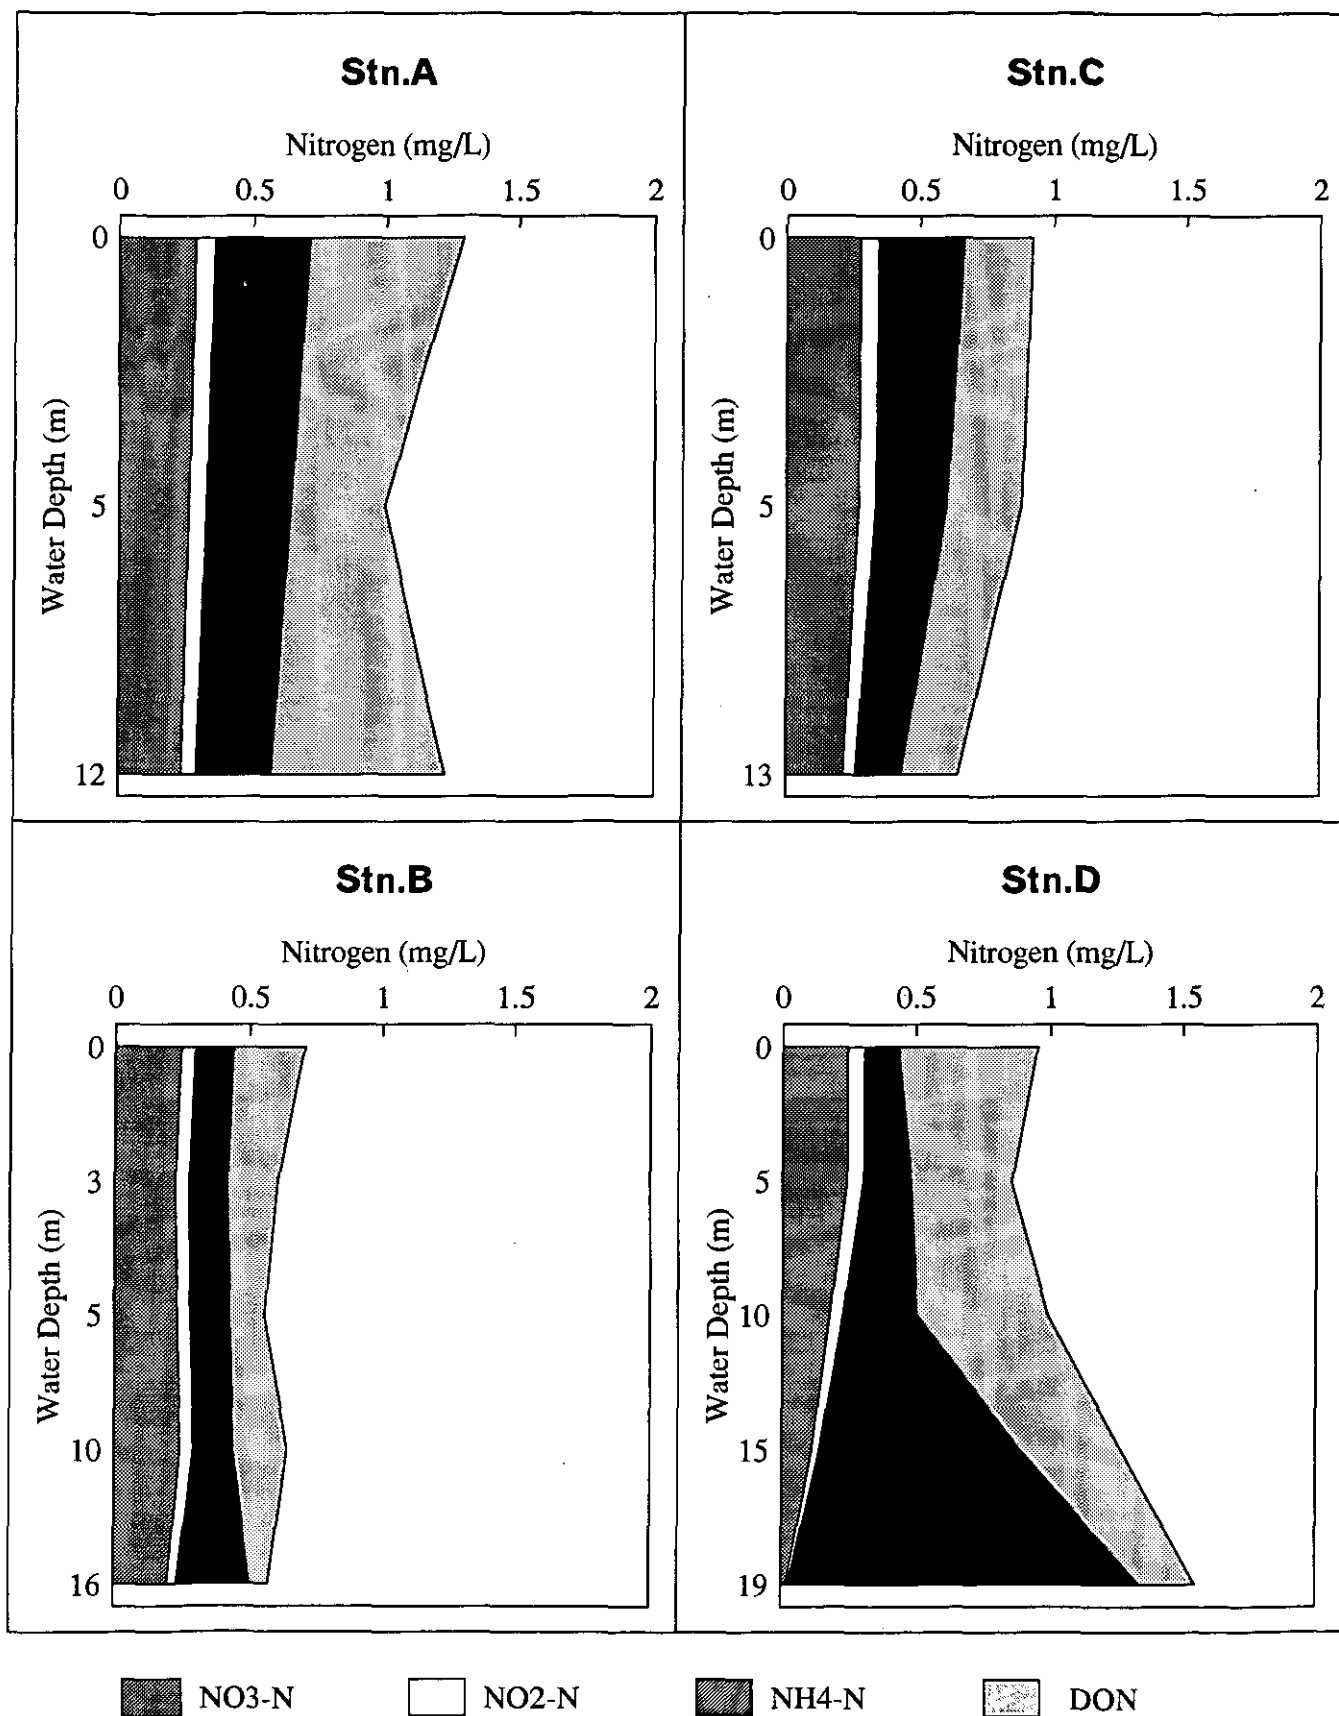 Stn.A
Nitrogen (mg/L)
0 0.5 1 1.5 2
0
5
12
Water Depth (m)
Stn.C
Nitrogen (mg/L)
0 0.5 1 1.5 2
0
5
13
Water Depth (m)
Stn.B
Nitrogen (mg/L)
0 0.5 1 1.5 2
0
3
5
10
16
Water Depth (m)
Stn.D
Nitrogen (mg/L)
0 0.5 1 1.5 2
0
5
10
15
19
Water Depth (m)
NO3-N NO2-N NH4-N DON